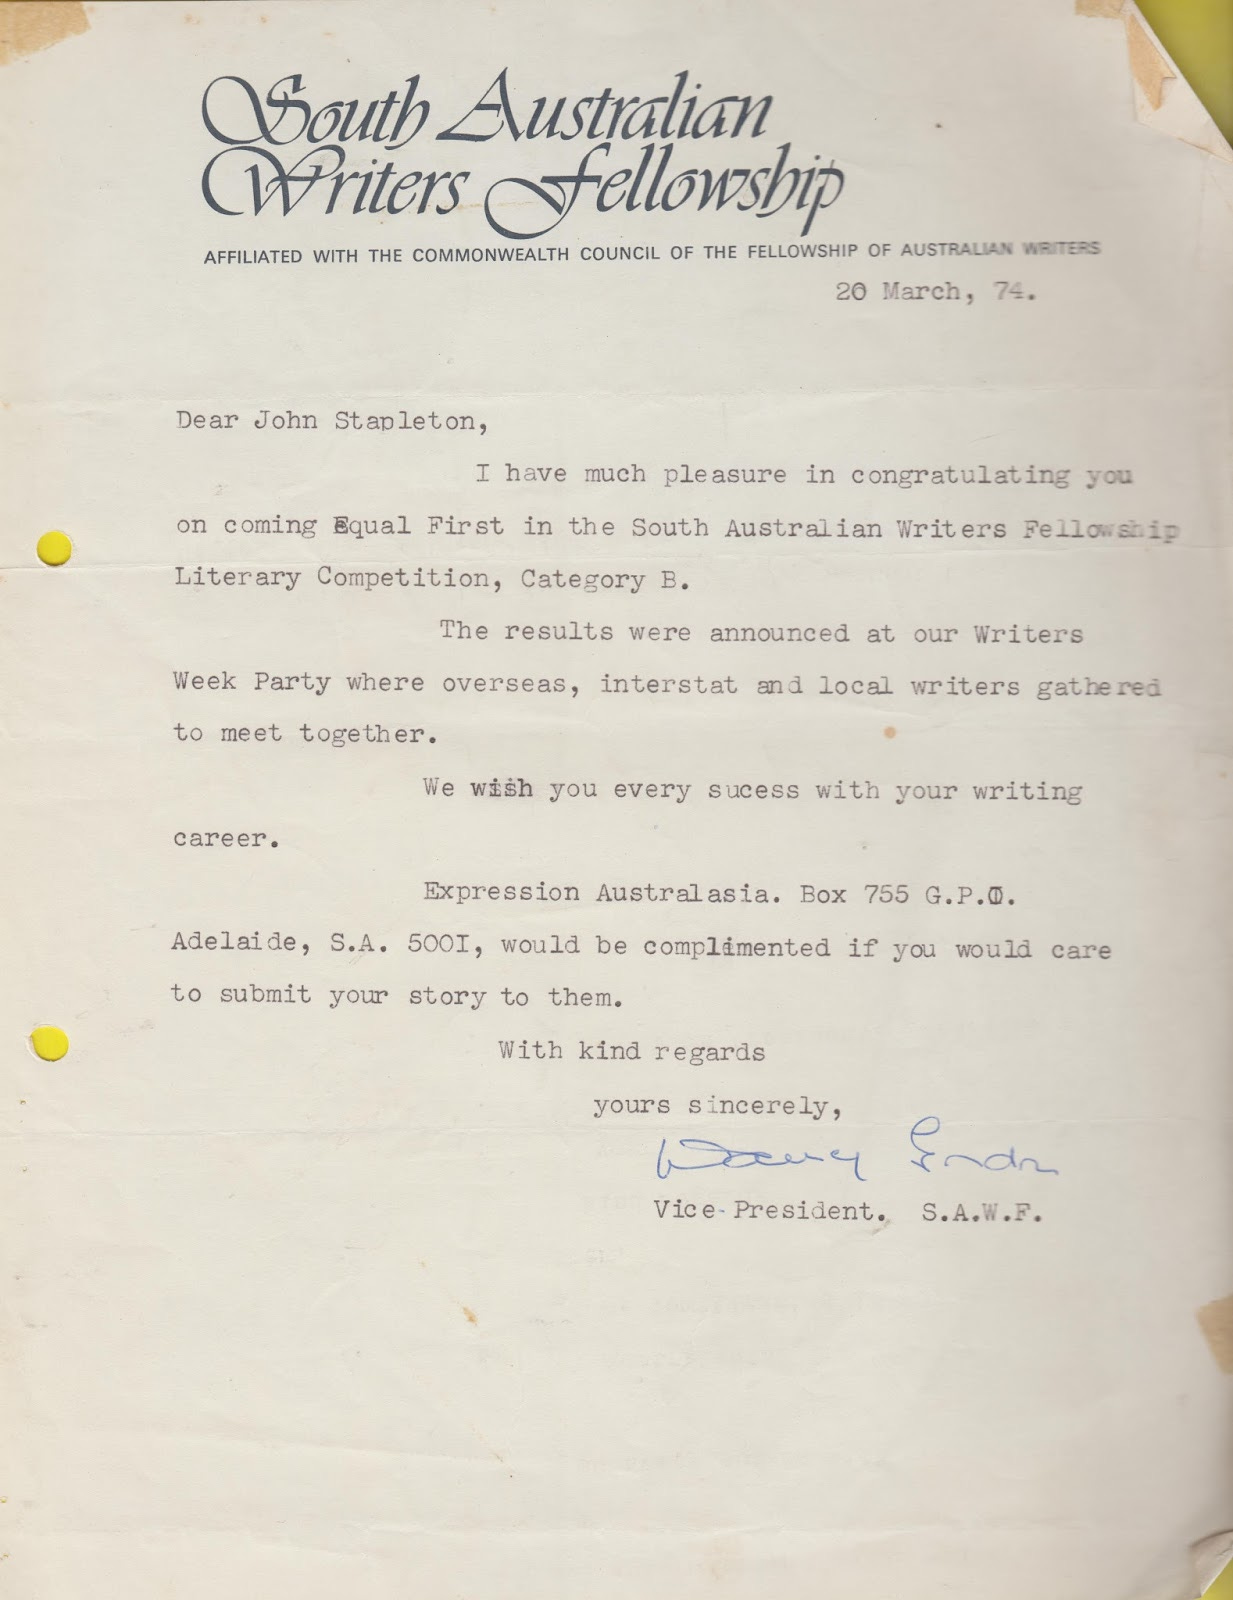 South Australian
Writers Fellowship
AFFILIATED WITH THE COMMONWEALTH COUNCIL OF THE FELLOWSHIP OF AUSTRALIAN WRITERS
20 March, 74.
Dear John Stapleton,
I have much pleasure in congratulating you
on coming Equal First in the South Australian Writers Fellowship
Literary Competition, Category B.
The results were announced at our Writers
Week Party where overseas, interstat and local writers gathered
to meet together.
We wish you every sucess with your writing
career.
Expression Australasia. Box 755 G.P.O.
Adelaide, S.A. 500I, would be complimented if you would care
to submit your story to them.
With kind regards
yours sincerely,
Vice-President. S.A.W.F.